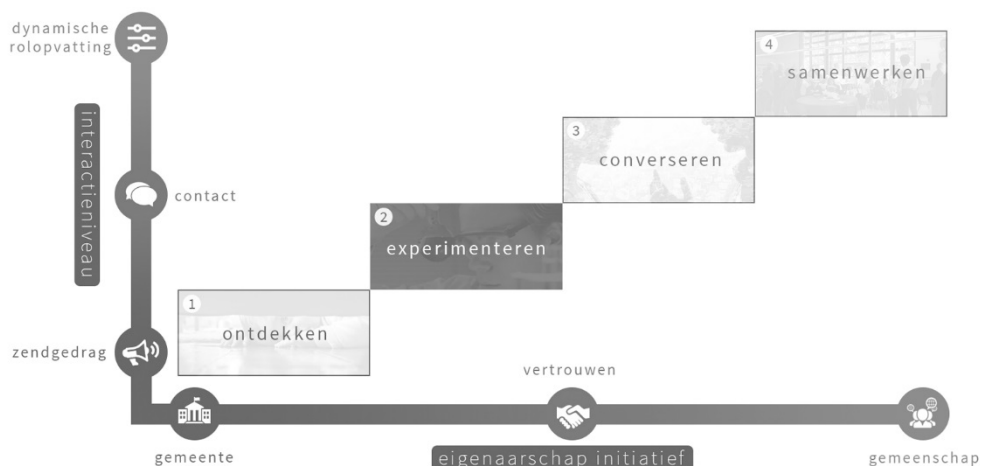 dynamische
rolopvatting
4
samenwerken
interactieniveau
3
converseren
contact
2
experimenteren
1
ontdekken
zendgedrag
vertrouwen
gemeente
eigenaarschap initiatief
gemeenschap